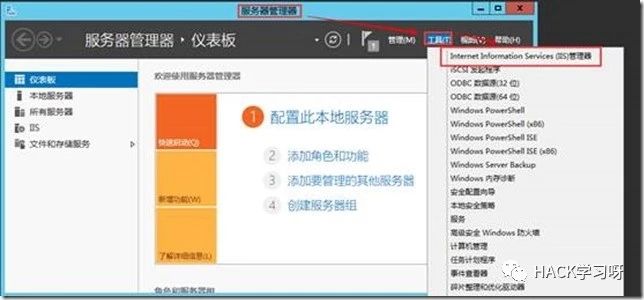 服务器管理器
服务器管理器 · 仪表板
管理(M) 工具(T) 视图(V) 帮助(H)
1
仪表板
本地服务器
所有服务器
IIS
文件和存储服务
欢迎使用服务器管理器
快速启动(Q)
新增功能(W)
了解详细信息(L)
1 配置此本地服务器
2 添加角色和功能
3 添加要管理的其他服务器
4 创建服务器组
角色和服务器组
Internet Information Services (IIS)管理器
iSCSI 发起程序
ODBC 数据源(32 位)
ODBC 数据源(64 位)
Windows PowerShell
Windows PowerShell (x86)
Windows PowerShell ISE
Windows PowerShell ISE (x86)
Windows Server Backup
Windows 内存诊断
安全配置向导
本地安全策略
服务
高级安全 Windows 防火墙
计算机管理
任务计划程序
事件查看器
碎片整理和优化驱动器
HACK学习呀